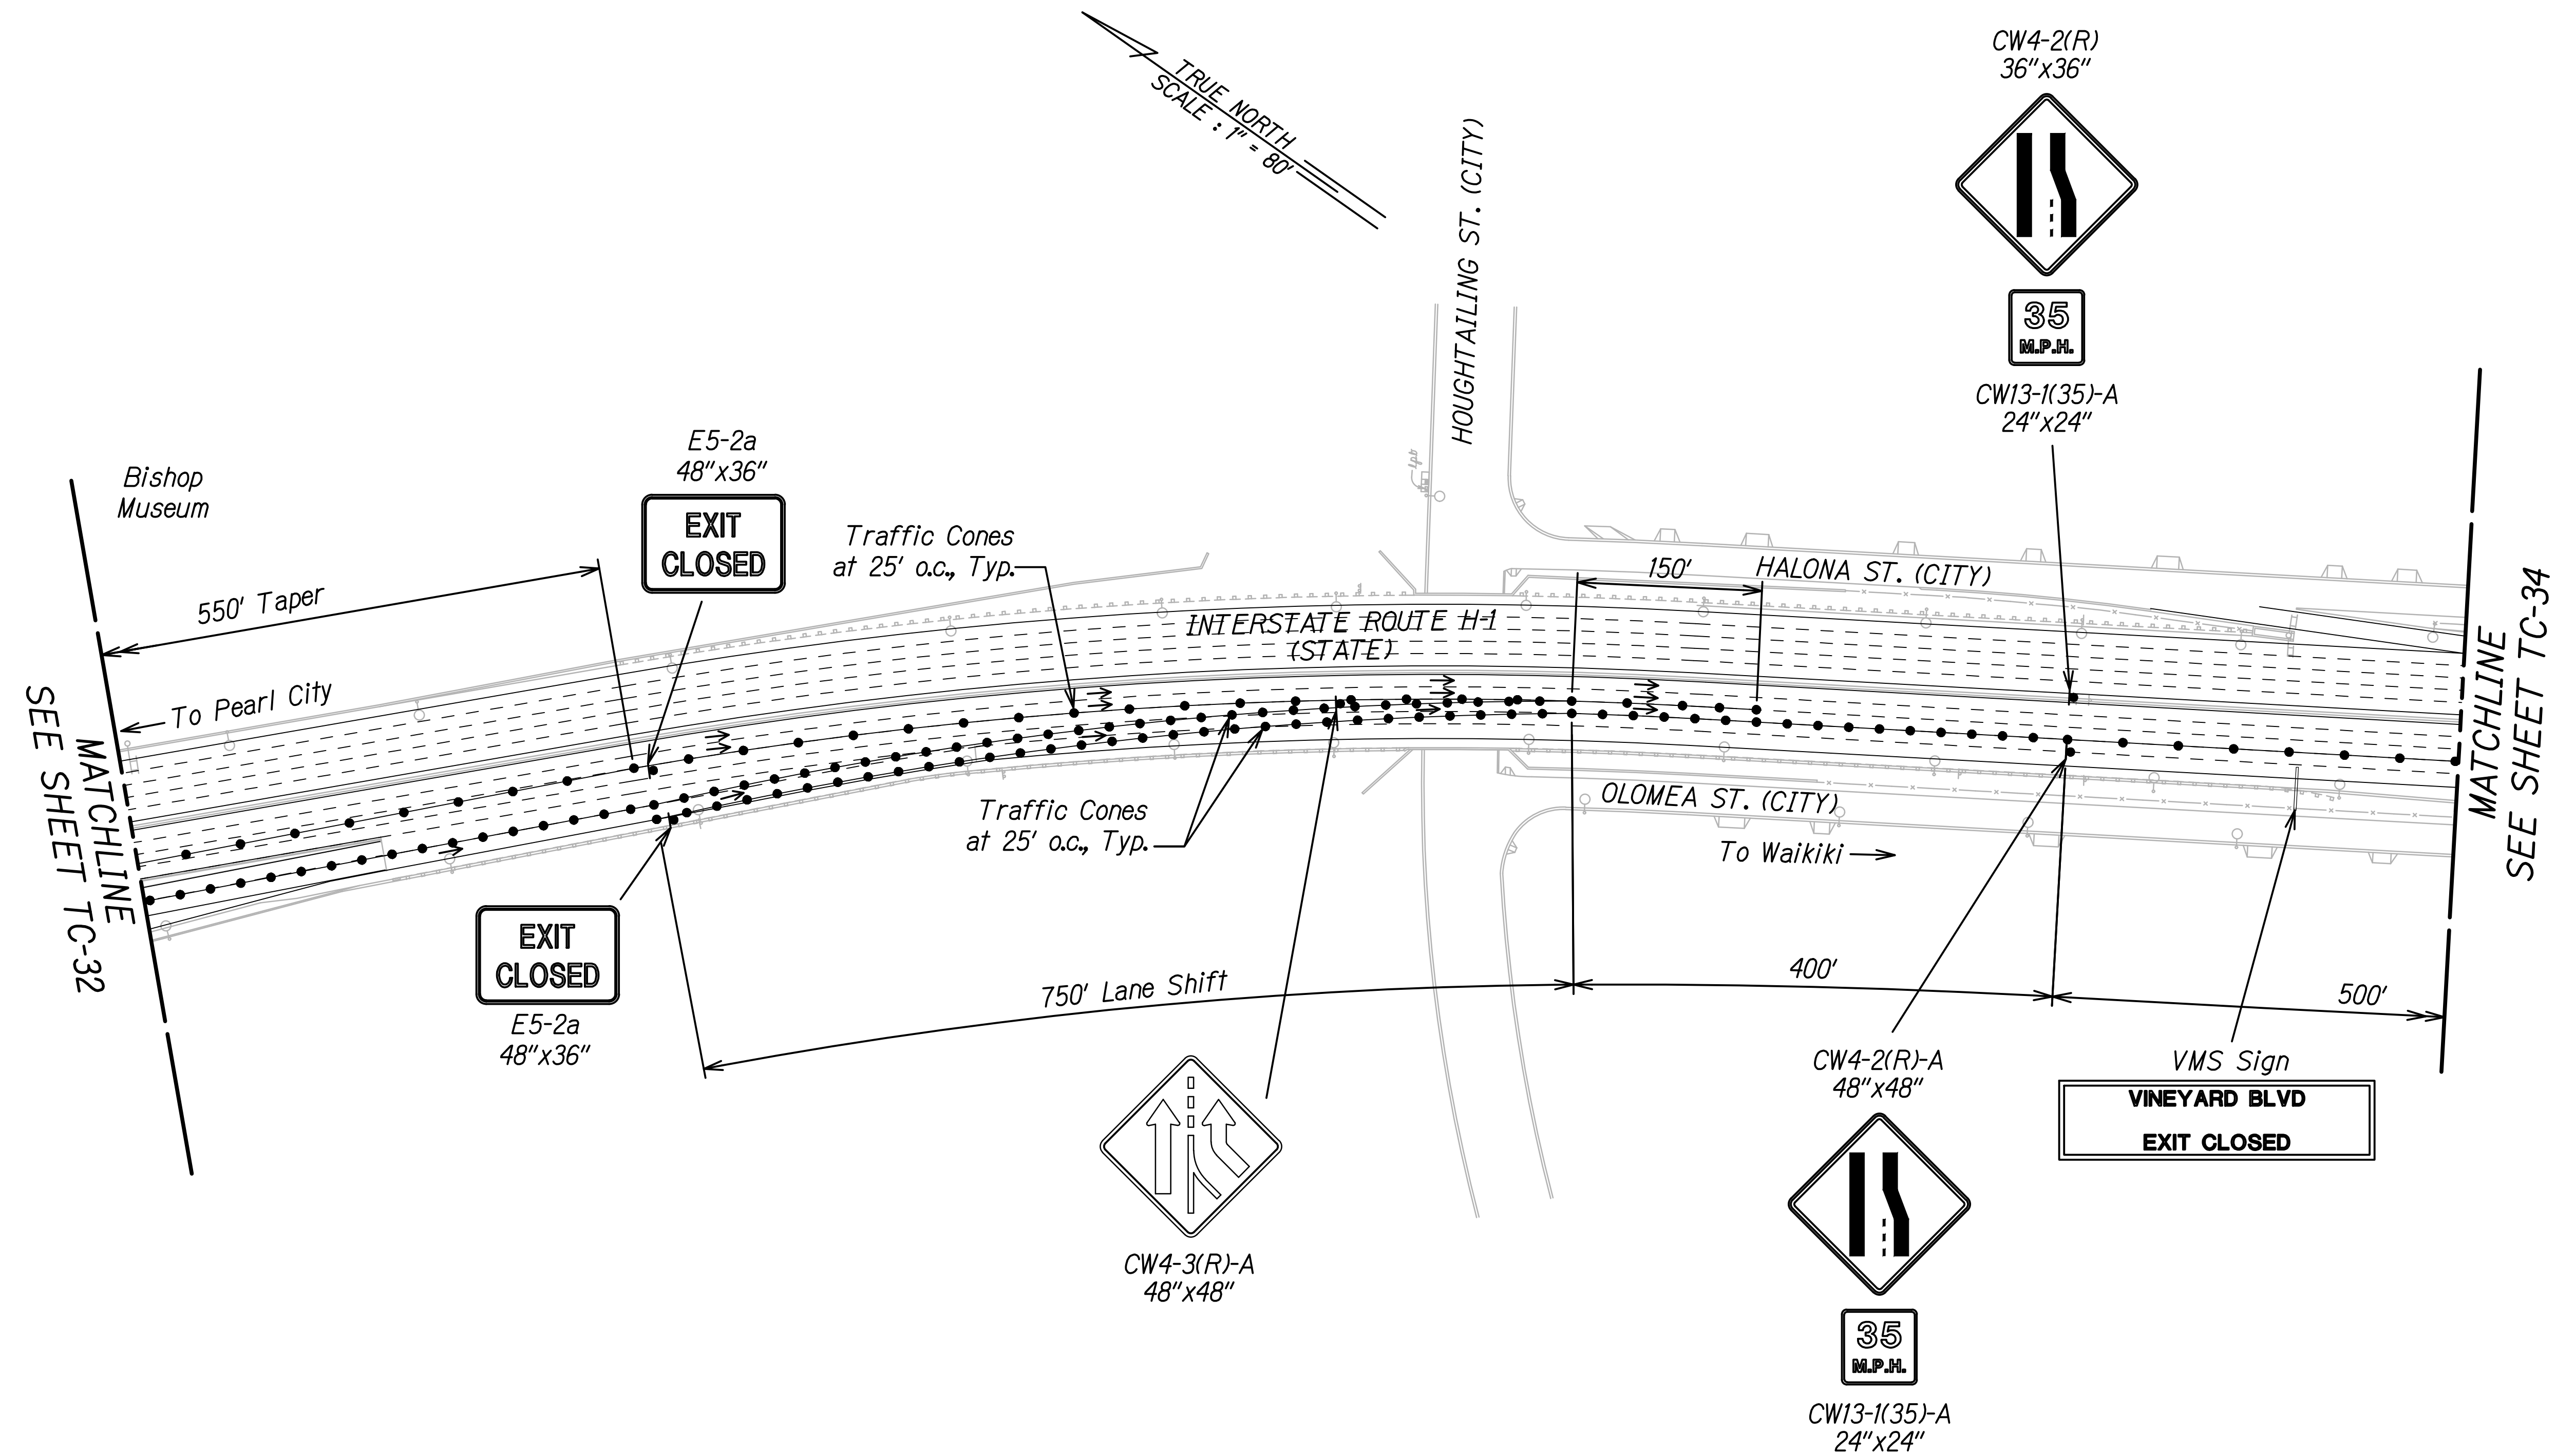 TRUE NORTH
SCALE : 1" = 80'
CW4-2(R)
36"x36"
35
M.P.H.
CW13-1(35)-A
24"x24"
HOUGHTAILING ST. (CITY)
Bishop
Museum
E5-2a
48"x36"
EXIT
CLOSED
Traffic Cones
at 25' o.c., Typ.
lpb
550' Taper
To Pearl City
INTERSTATE ROUTE H-1
(STATE)
150'
HALONA ST. (CITY)
MATCHLINE
SEE SHEET TC-32
MATCHLINE
SEE SHEET TC-34
Traffic Cones
at 25' o.c., Typ.
OLOMEA ST. (CITY)
To Waikiki
EXIT
CLOSED
E5-2a
48"x36"
750' Lane Shift
400'
500'
CW4-3(R)-A
48"x48"
CW4-2(R)-A
48"x48"
35
M.P.H.
CW13-1(35)-A
24"x24"
VMS Sign
VINEYARD BLVD
EXIT CLOSED